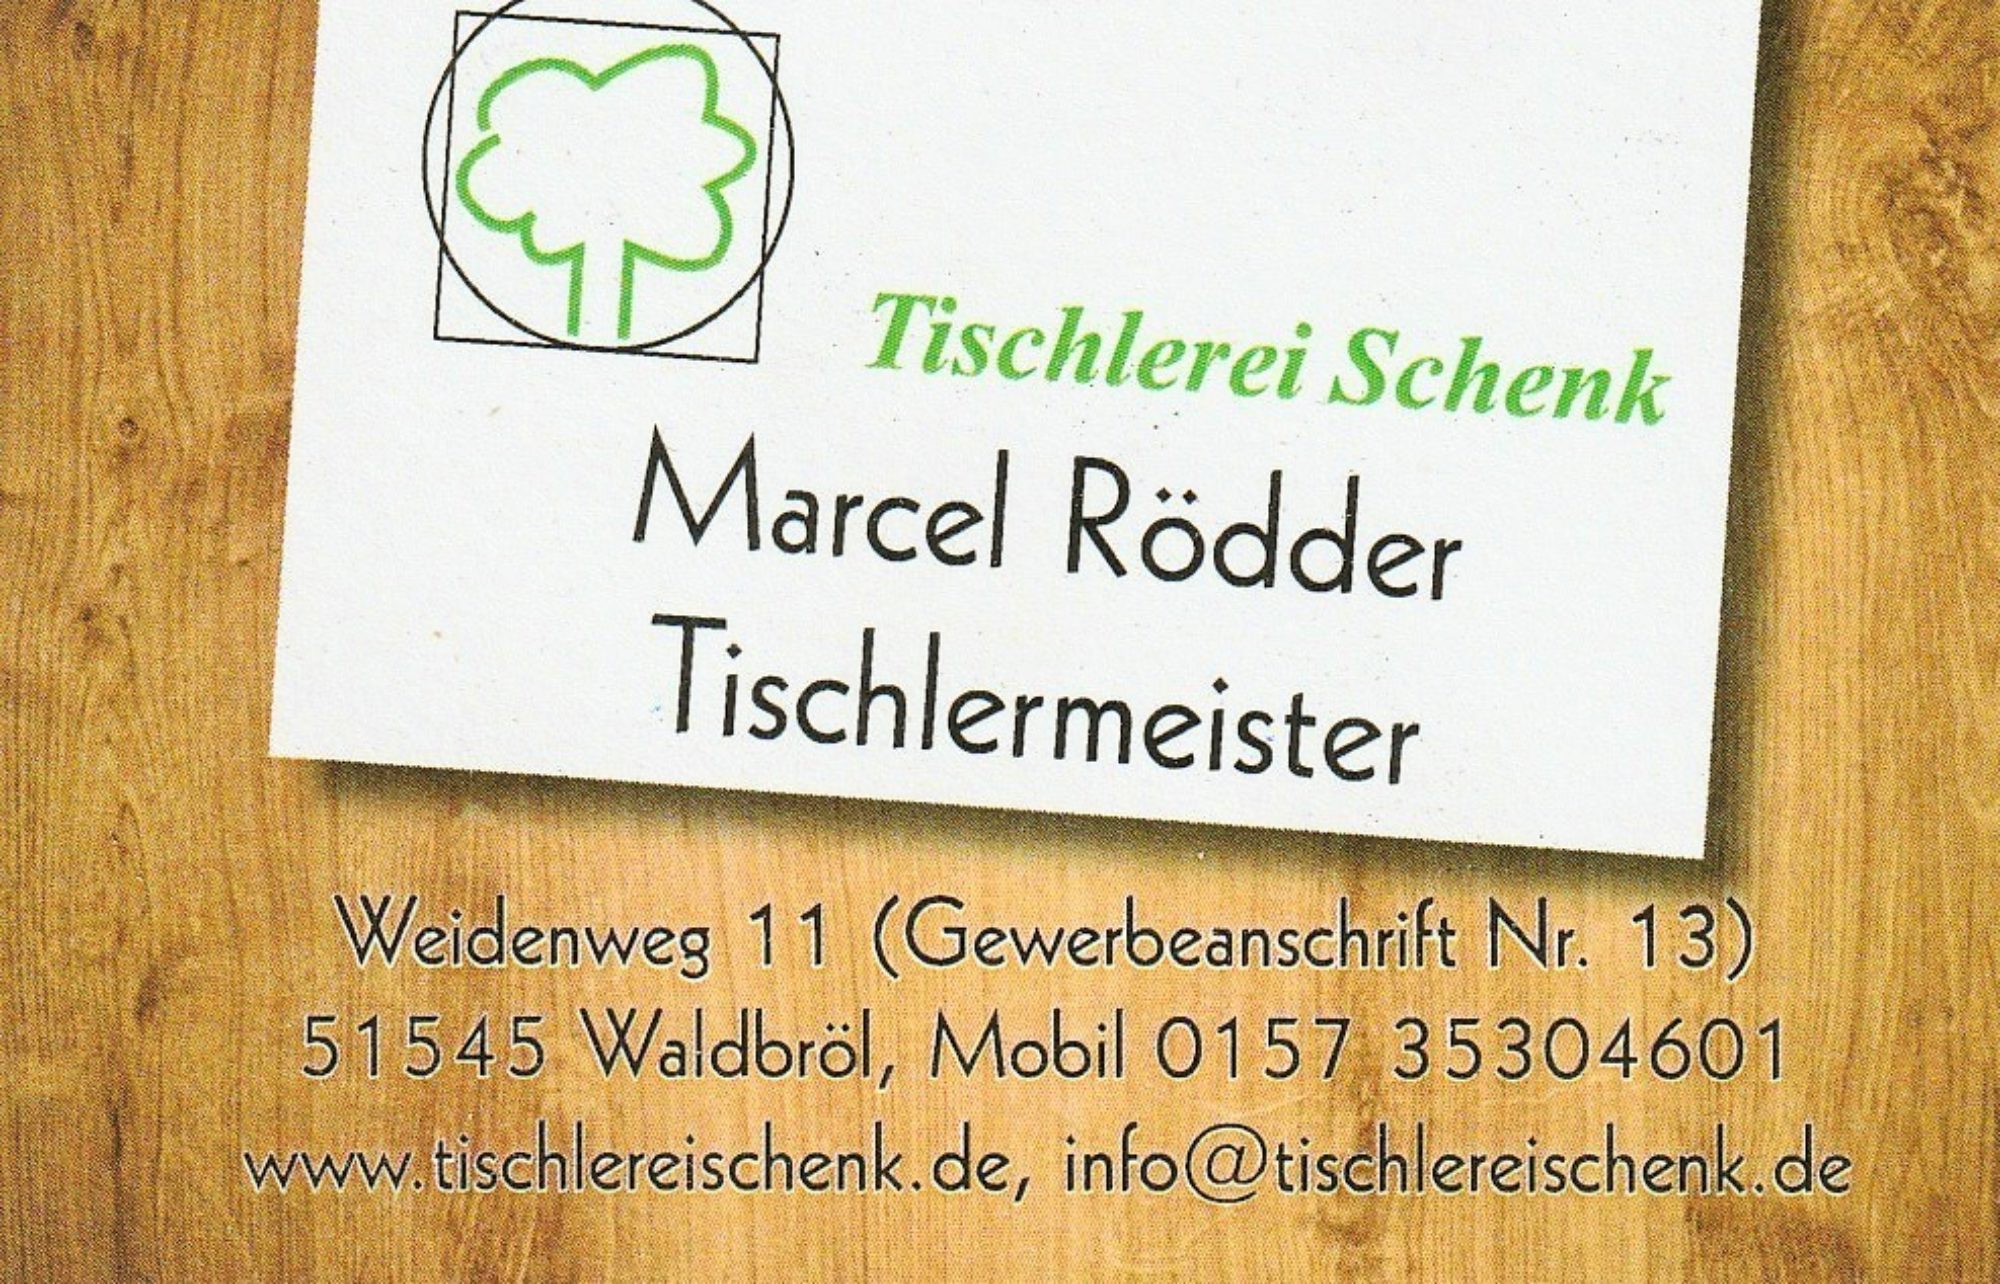 Tischlerei Schenk
Marcel Rödder
Tischlermeister
Weidenweg 11 (Gewerbeanschrift Nr. 13)
51545 Waldbröl, Mobil 0157 35304601
www.tischlereischenk.de, info@tischlereischenk.de